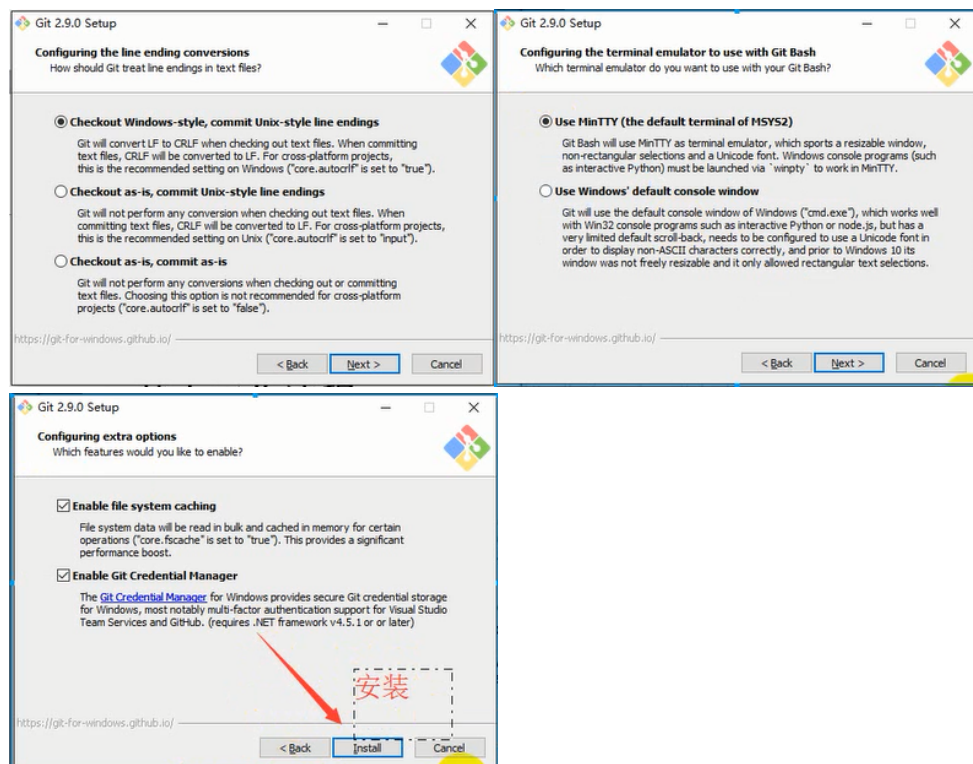 Git 2.9.0 Setup
Configuring the line ending conversions
How should Git treat line endings in text files?
Checkout Windows-style, commit Unix-style line endings
Git will convert LF to CRLF when checking out text files. When committing
text files, CRLF will be converted to LF. For cross-platform projects,
this is the recommended setting on Windows ("core.autocrlf" is set to "true").
Checkout as-is, commit Unix-style line endings
Git will not perform any conversion when checking out text files. When
committing text files, CRLF will be converted to LF. For cross-platform projects,
this is the recommended setting on Unix ("core.autocrlf" is set to "input").
Checkout as-is, commit as-is
Git will not perform any conversions when checking out or committing
text files. Choosing this option is not recommended for cross-platform
projects ("core.autocrlf" is set to "false").
https://git-for-windows.github.io/
< Back
Next >
Cancel
Git 2.9.0 Setup
Configuring the terminal emulator to use with Git Bash
Which terminal emulator do you want to use with your Git Bash?
Use MinTTY (the default terminal of MSYS2)
Git Bash will use MinTTY as terminal emulator, which sports a resizable window,
non-rectangular selections and a Unicode font. Windows console programs (such
as interactive Python) must be launched via `winpty` to work in MinTTY.
Use Windows' default console window
Git will use the default console window of Windows ("cmd.exe"), which works well
with Win32 console programs such as interactive Python or node.js, but has a
very limited default scroll-back, needs to be configured to use a Unicode font in
order to display non-ASCII characters correctly, and prior to Windows 10 its
window was not freely resizable and it only allowed rectangular text selections.
https://git-for-windows.github.io/
< Back
Next >
Cancel
Git 2.9.0 Setup
Configuring extra options
Which features would you like to enable?
Enable file system caching
File system data will be read in bulk and cached in memory for certain
operations ("core.fscache" is set to "true"). This provides a significant
performance boost.
Enable Git Credential Manager
The Git Credential Manager for Windows provides secure Git credential storage
for Windows, most notably multi-factor authentication support for Visual Studio
Team Services and GitHub. (requires .NET framework v4.5.1 or or later)
安装
https://git-for-windows.github.io/
< Back
Install
Cancel